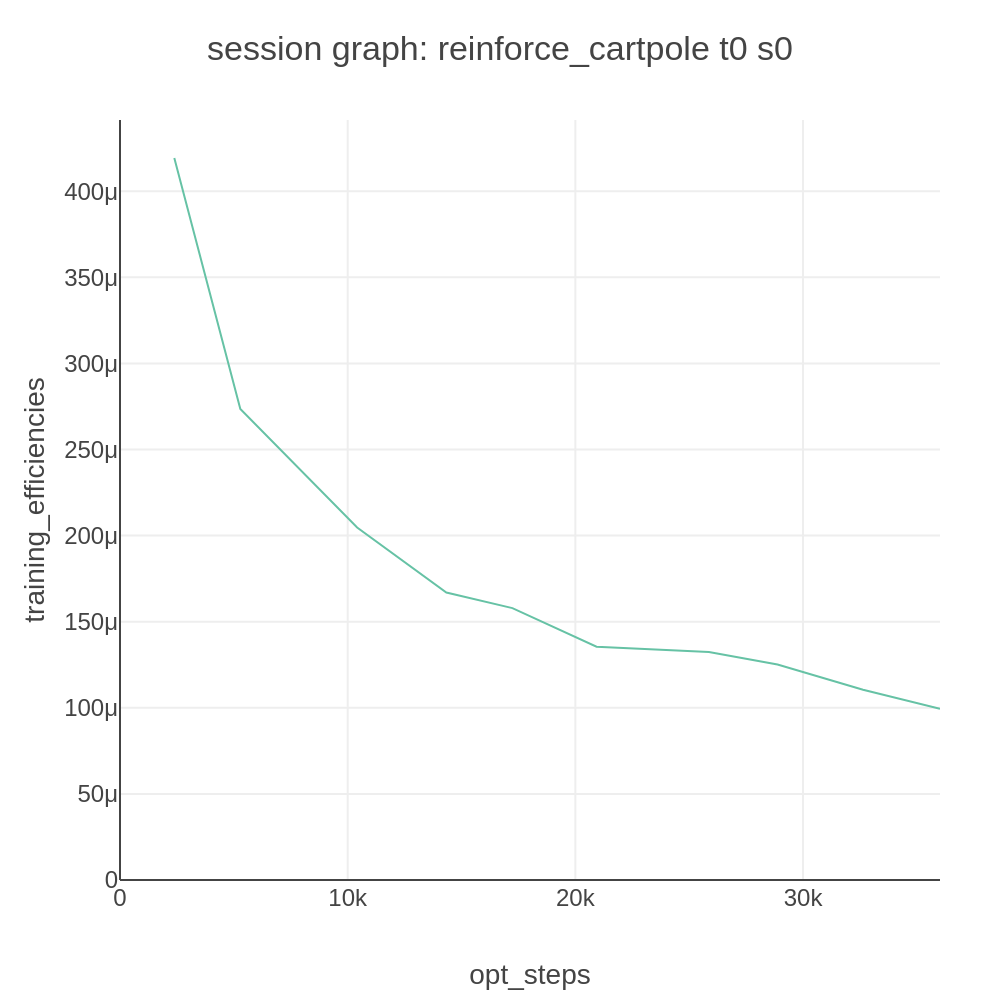 session graph: reinforce_cartpole t0 s0
400μ
350μ
300μ
250μ
200μ
150μ
100μ
50μ
0
0 10k 20k 30k
training_efficiencies
opt_steps